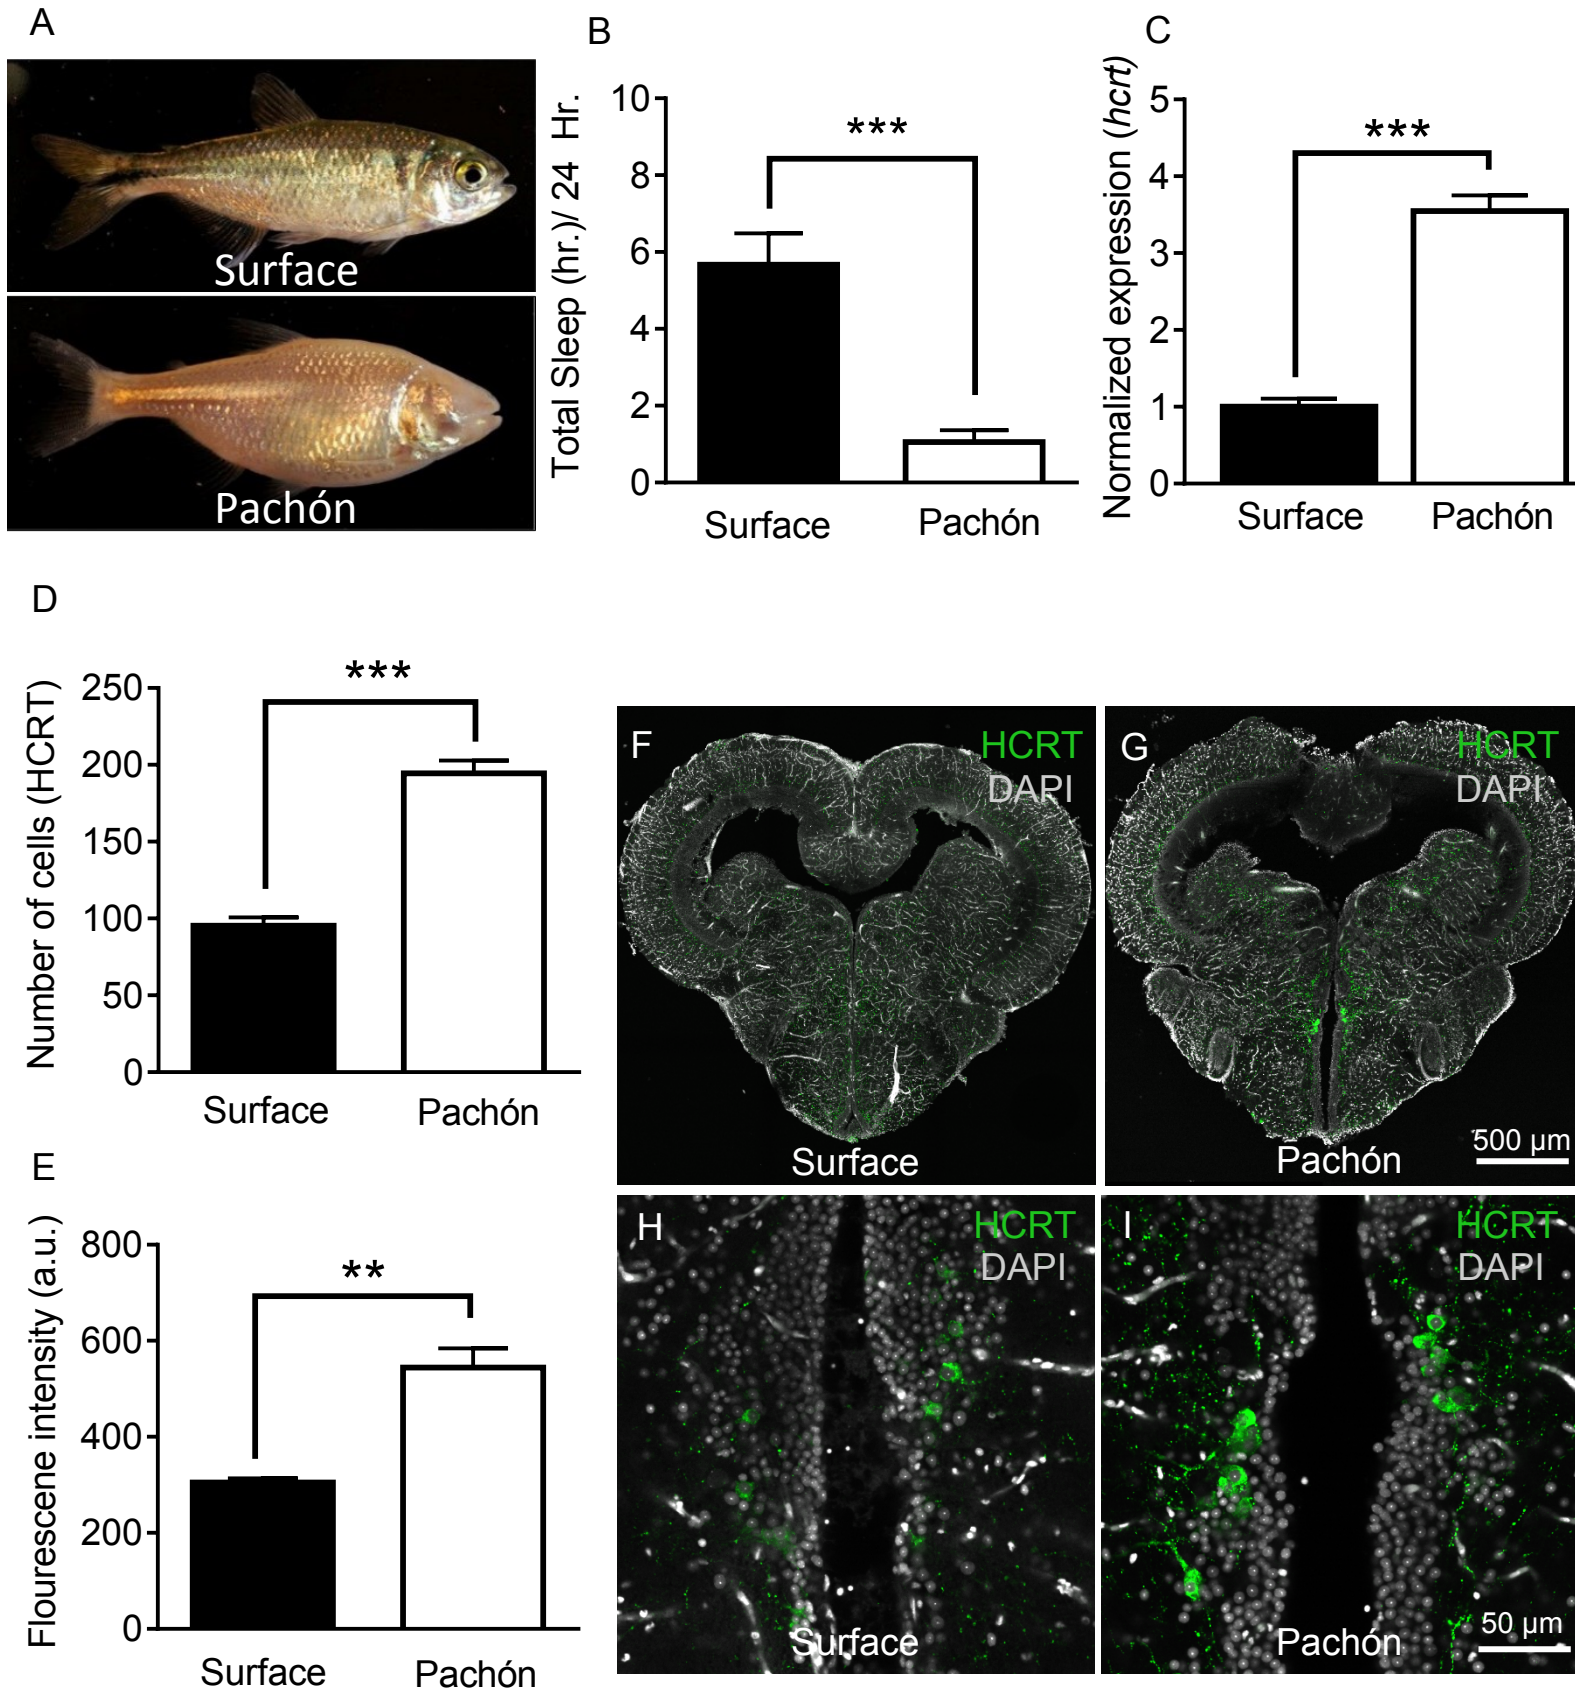 A
Surface
Pachón
B
Total Sleep (hr.)/ 24 Hr.
10
8
6
4
2
0
***
Surface
Pachón
C
Normalized expression (hcrt)
5
4
3
2
1
0
***
Surface
Pachón
D
Number of cells (HCRT)
250
200
150
100
50
0
***
Surface
Pachón
E
Flourescene intensity (a.u.)
800
600
400
200
0
**
Surface
Pachón
F
HCRT
DAPI
Surface
G
HCRT
DAPI
500 µm
Pachón
H
HCRT
DAPI
Surface
I
HCRT
DAPI
50 µm
Pachón